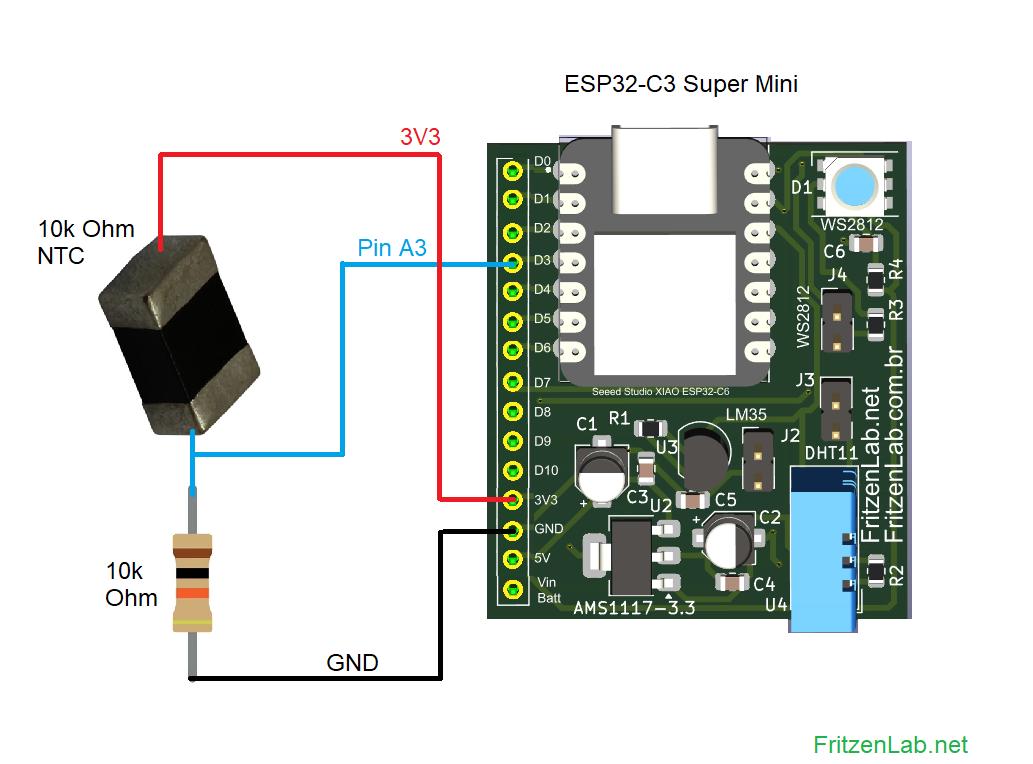 ESP32-C3 Super Mini
3V3
10k Ohm
NTC
Pin A3
10k
Ohm
GND
D0
D1
D2
D3
D4
D5
D6
D7
D8
D9
D10
3V3
GND
5V
Vin
Batt
Seeed Studio XIAO ESP32-C6
D1
WS2812
C6
R4
J4
WS2812
R3
J3
DHT11
FritzenLab.net
FritzenLab.com.br
LM35
J2
C1
R1
U3
C3
C5
U2
+
+
C2
C4
AMS1117-3.3
U4
R2
FritzenLab.net